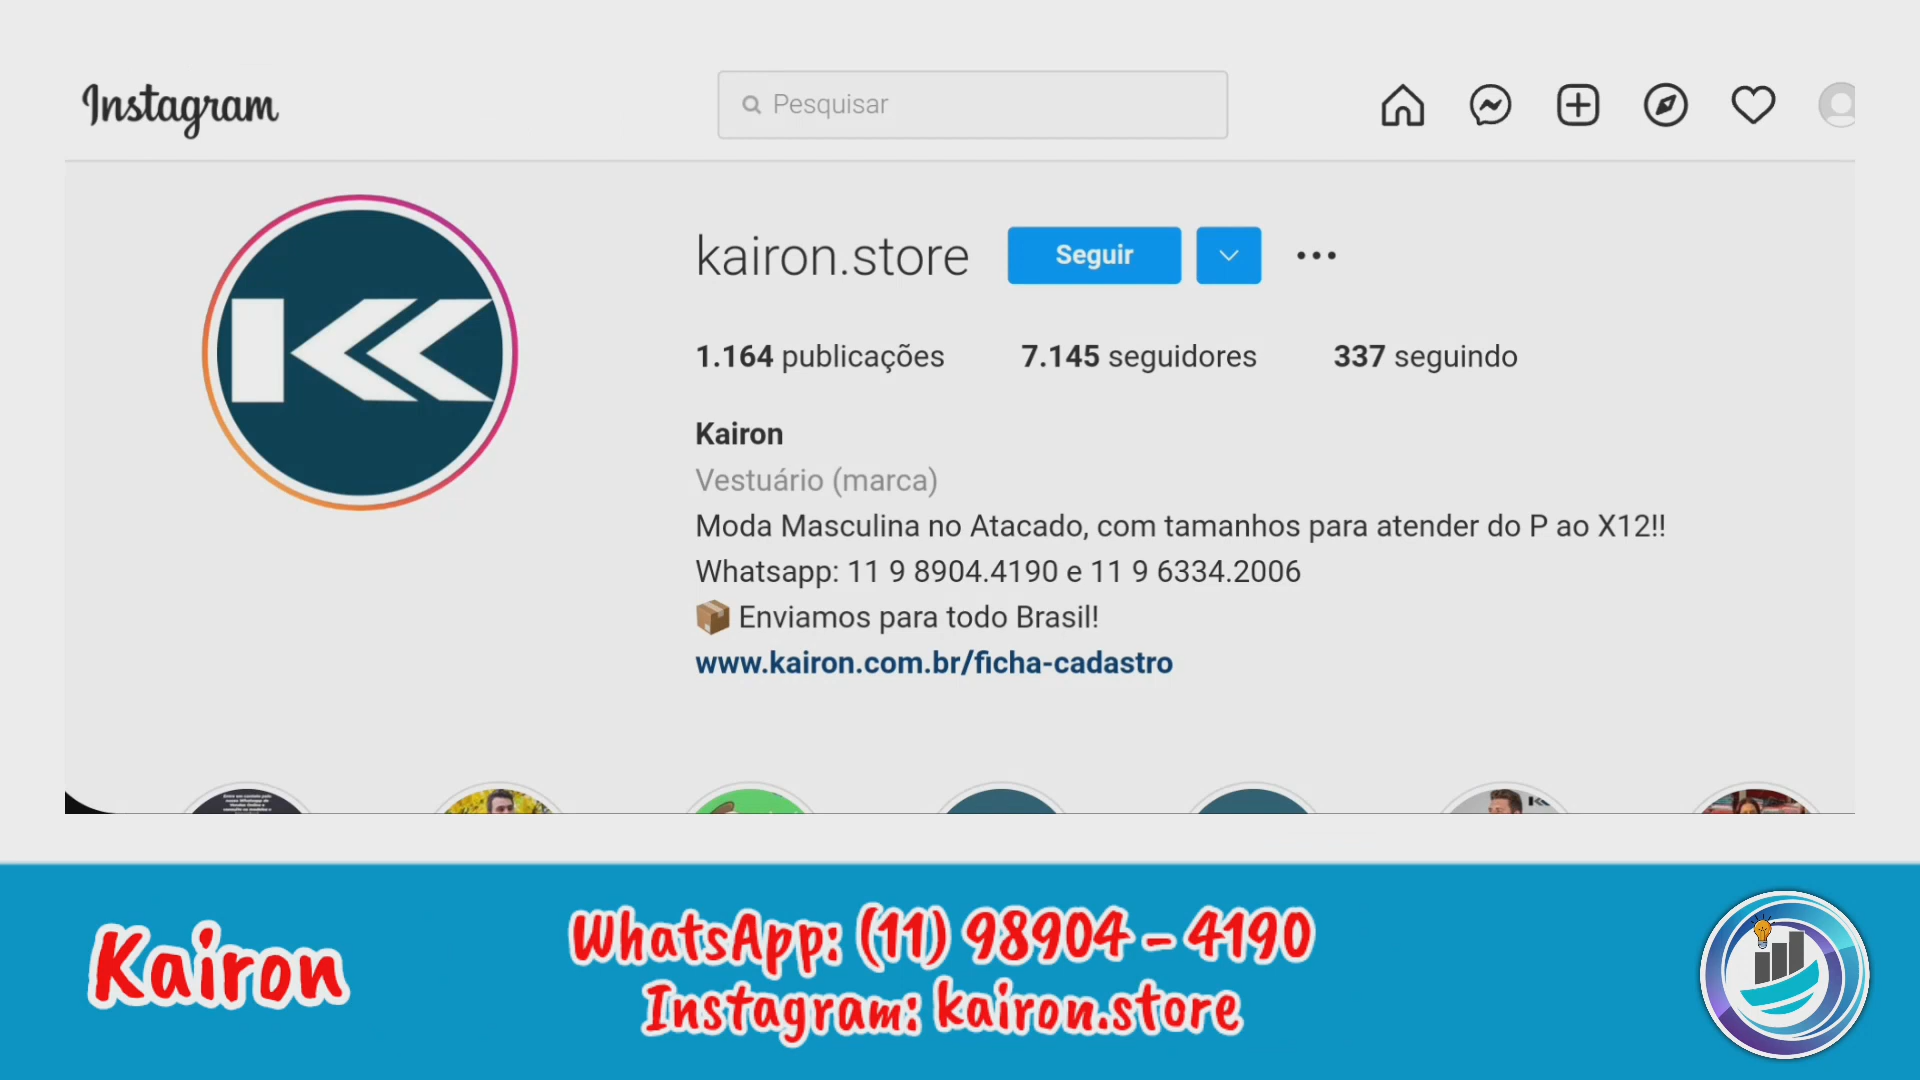 Instagram
Pesquisar
kairon.store
Seguir
1.164 publicações 7.145 seguidores 337 seguindo
Kairon
Vestuário (marca)
Moda Masculina no Atacado, com tamanhos para atender do P ao X12!!
Whatsapp: 11 9 8904.4190 e 11 9 6334.2006
📦 Enviamos para todo Brasil!
www.kairon.com.br/ficha-cadastro
Kairon
WhatsApp: (11) 98904 – 4190
Instagram: kairon.store